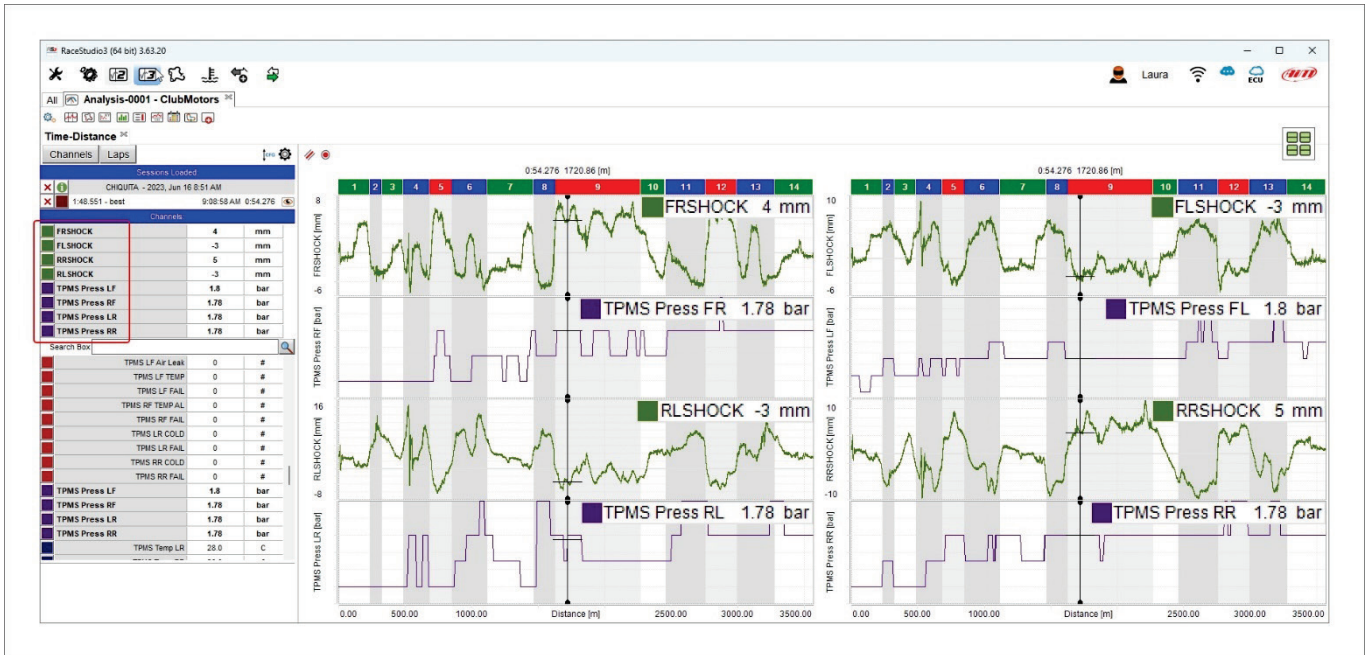 RaceStudio3 (64 bit) 3.63.20
Laura
ECU
All Analysis-0001 - ClubMotors
Time-Distance
Channels Laps
Sessions Loaded
CHIQUITA - 2023, Jun 16 8:51 AM
1:48.551 - best 9:08:58 AM 0:54.276
Channels
FRSHOCK 4 mm
FLSHOCK -3 mm
RRSHOCK 5 mm
RLSHOCK -3 mm
TPMS Press LF 1.8 bar
TPMS Press RF 1.78 bar
TPMS Press LR 1.78 bar
TPMS Press RR 1.78 bar
Search Box
TPMS LF Air Leak 0 #
TPMS LF TEMP 0 #
TPMS LF FAIL 0 #
TPMS RF TEMP AL 0 #
TPMS RF FAIL 0 #
TPMS LR COLD 0 #
TPMS LR FAIL 0 #
TPMS RR COLD 0 #
TPMS RR FAIL 0 #
TPMS Press LF 1.8 bar
TPMS Press RF 1.78 bar
TPMS Press LR 1.78 bar
TPMS Press RR 1.78 bar
TPMS Temp LR 28.0 C
0:54.276 1720.86 [m]
1 2 3 4 5 6 7 8 9 10 11 12 13 14
8
FRSHOCK [mm]
-6
FRSHOCK 4 mm
TPMS Press RF [bar]
TPMS Press FR 1.78 bar
16
RLSHOCK [mm]
-8
RLSHOCK -3 mm
TPMS Press LR [bar]
TPMS Press RL 1.78 bar
0.00 500.00 1000.00 Distance [m] 2500.00 3000.00 3500.00
0:54.276 1720.86 [m]
1 2 3 4 5 6 7 8 9 10 11 12 13 14
10
FLSHOCK [mm]
-6
FLSHOCK -3 mm
TPMS Press LF [bar]
TPMS Press FL 1.8 bar
10
RRSHOCK [mm]
-10
RRSHOCK 5 mm
TPMS Press RR [bar]
TPMS Press RR 1.78 bar
0.00 500.00 1000.00 Distance [m] 2500.00 3000.00 3500.00